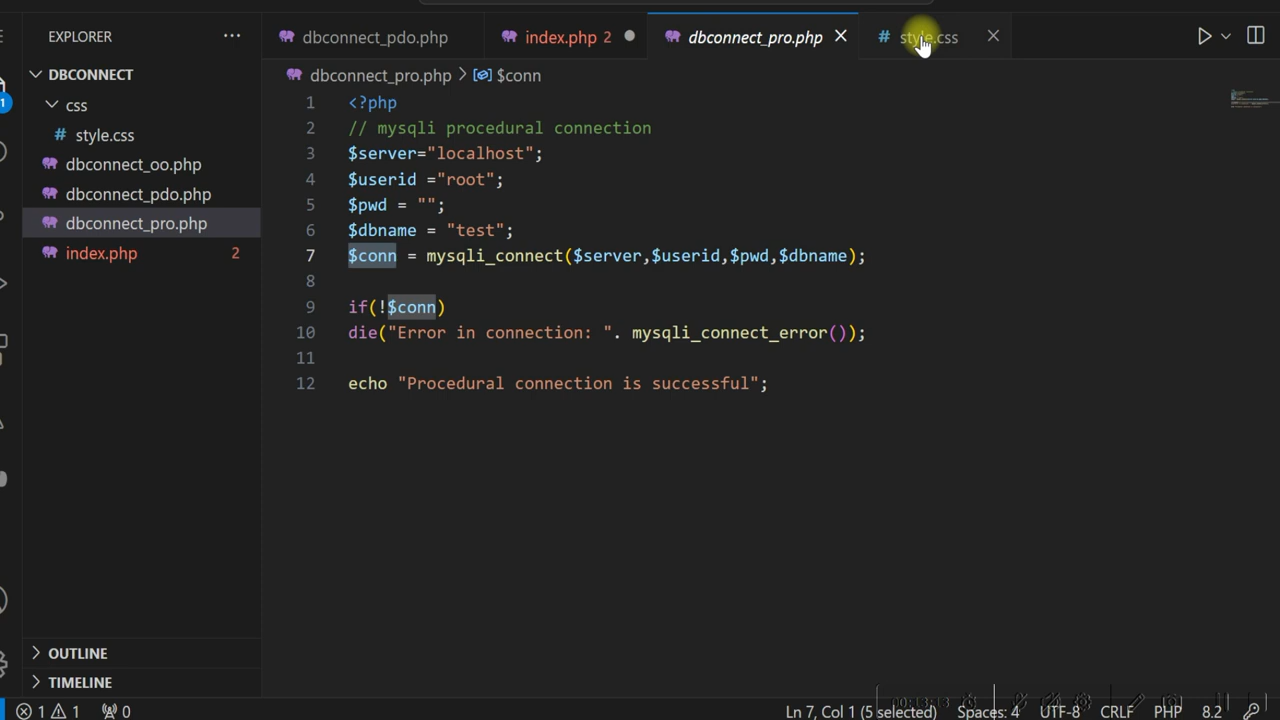 EXPLORER ...
DBCONNECT
css
# style.css
dbconnect_oo.php
dbconnect_pdo.php
dbconnect_pro.php
index.php 2
OUTLINE
TIMELINE
dbconnect_pdo.php index.php 2 dbconnect_pro.php # style.css
dbconnect_pro.php > $conn
1 <?php
2 // mysqli procedural connection
3 $server="localhost";
4 $userid ="root";
5 $pwd = "";
6 $dbname = "test";
7 $conn = mysqli_connect($server,$userid,$pwd,$dbname);
8
9 if(!$conn)
10 die("Error in connection: ". mysqli_connect_error());
11
12 echo "Procedural connection is successful";
1
1 1 0 Ln 7, Col 1 (5 selected) Spaces: 4 UTF-8 CRLF PHP 8.2